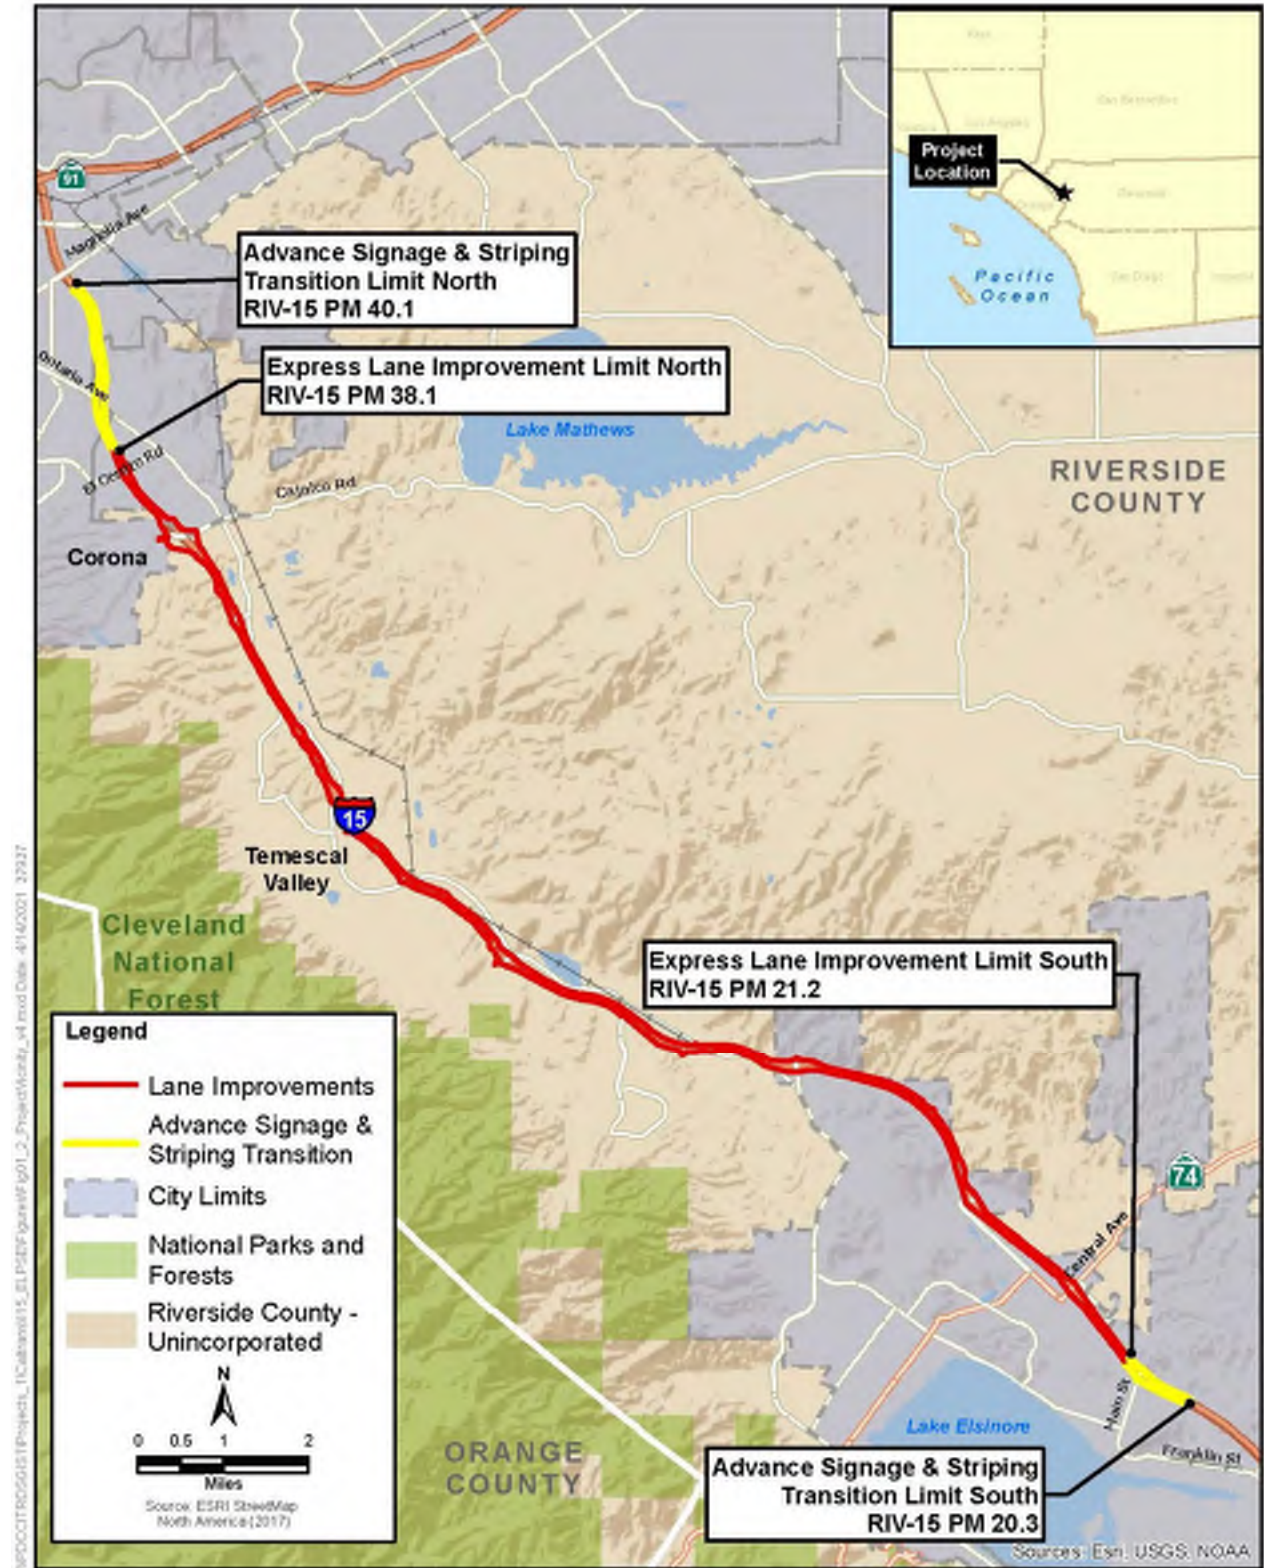 91
Magnolia Ave
Advance Signage & Striping
Transition Limit North
RIV-15 PM 40.1
Project
Location
Pacific
Ocean
Ontario Ave
Express Lane Improvement Limit North
RIV-15 PM 38.1
Lake Mathews
El Cerrito Rd
Cajalco Rd
RIVERSIDE
COUNTY
Corona
15
Temescal
Valley
Cleveland
National
Forest
Express Lane Improvement Limit South
RIV-15 PM 21.2
Legend
Lane Improvements
Advance Signage &
Striping Transition
City Limits
National Parks and
Forests
Riverside County -
Unincorporated
N
0 0.5 1 2
Miles
Source: ESRI StreetMap
North America (2017)
74
Central Ave
Main St
Lake Elsinore
Franklin St
ORANGE
COUNTY
Advance Signage & Striping
Transition Limit South
RIV-15 PM 20.3
Sources: Esri, USGS, NOAA